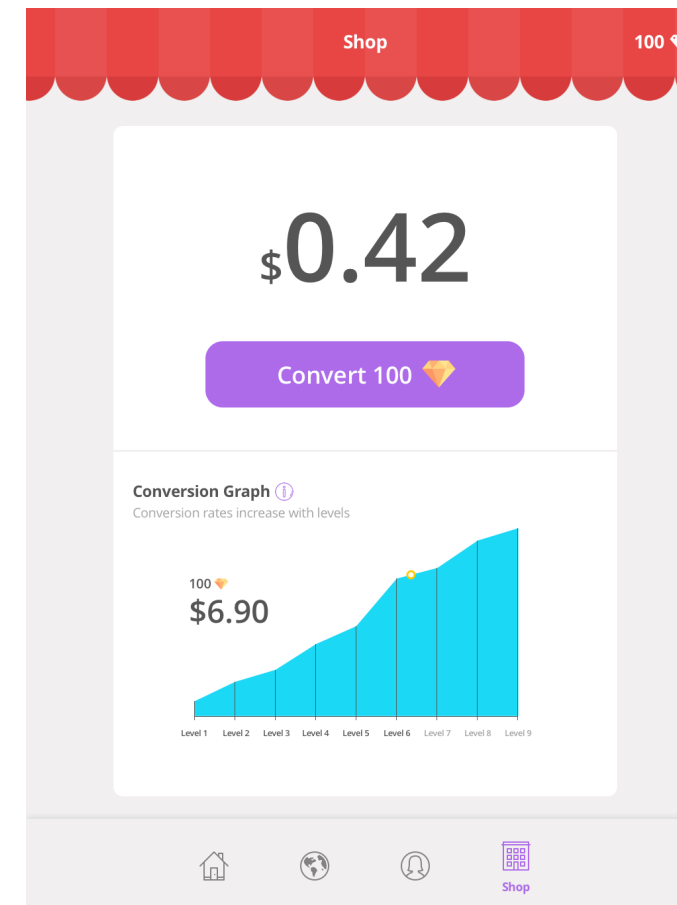 Shop
100
$0.42
Convert 100
Conversion Graph
Conversion rates increase with levels
100
$6.90
Level 1 Level 2 Level 3 Level 4 Level 5 Level 6 Level 7 Level 8 Level 9
Shop